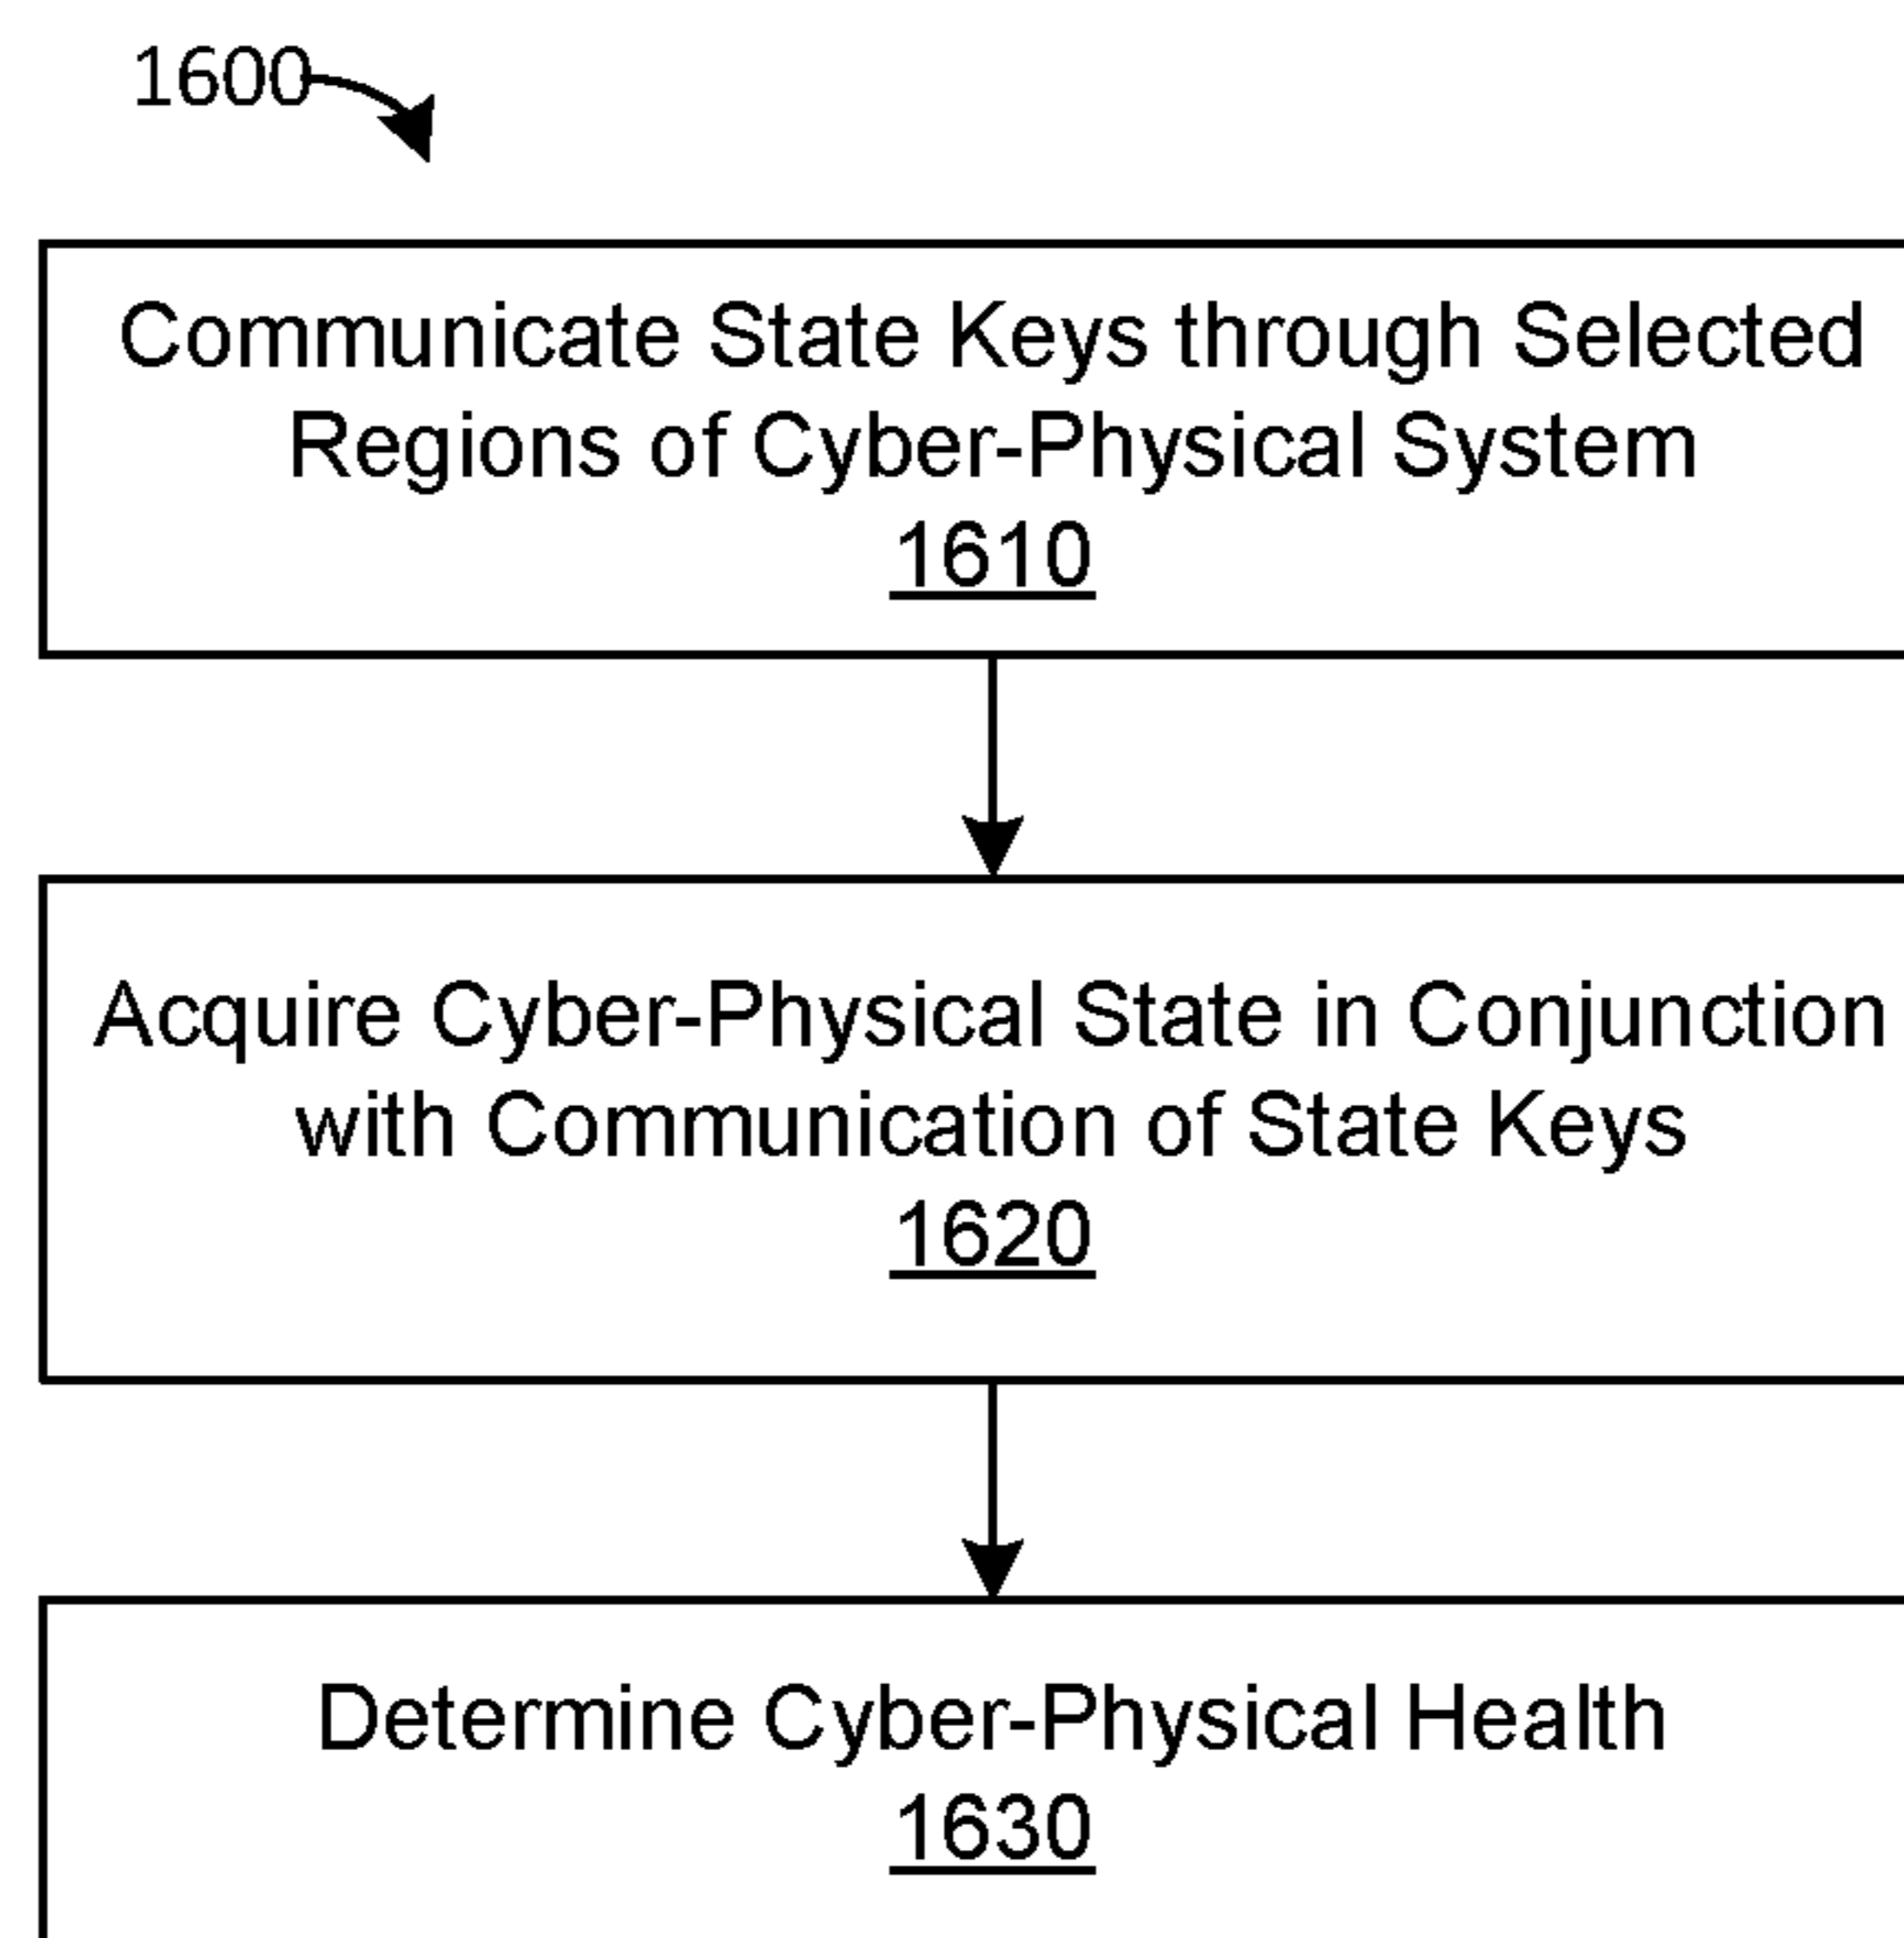 1600
Communicate State Keys through Selected
Regions of Cyber-Physical System
1610
Acquire Cyber-Physical State in Conjunction
with Communication of State Keys
1620
Determine Cyber-Physical Health
1630